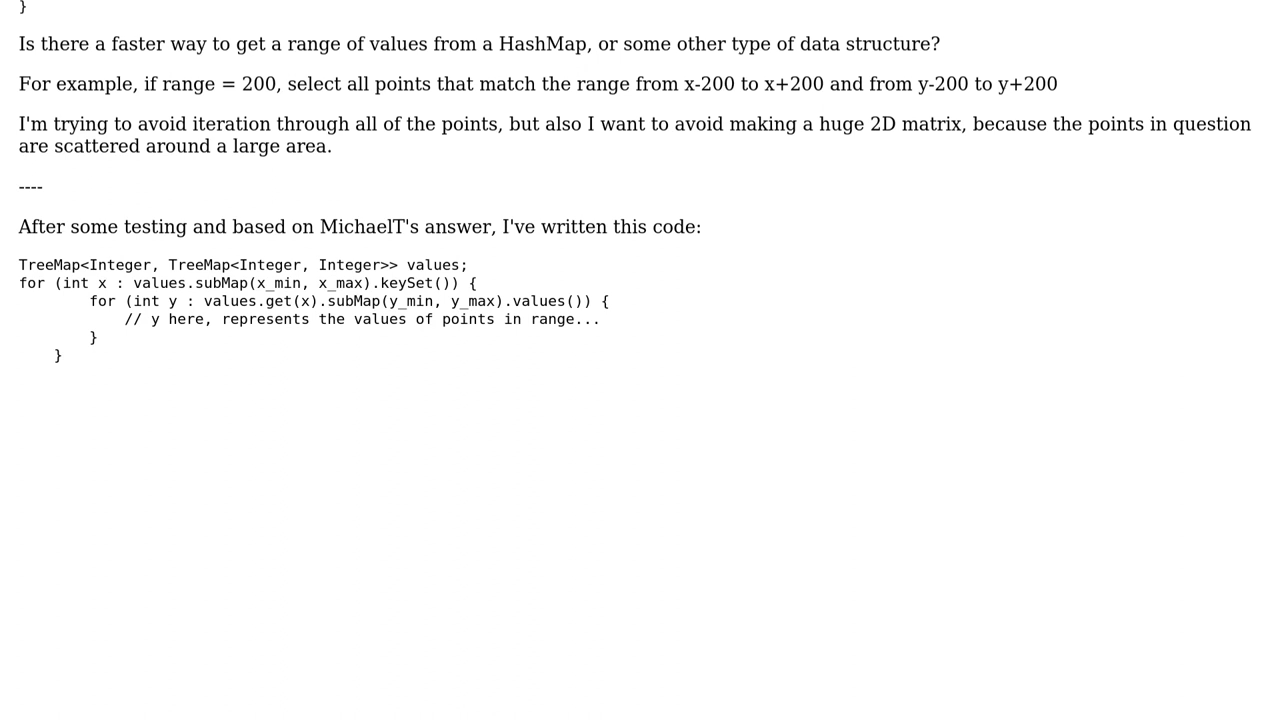 }
Is there a faster way to get a range of values from a HashMap, or some other type of data structure?
For example, if range = 200, select all points that match the range from x-200 to x+200 and from y-200 to y+200
I'm trying to avoid iteration through all of the points, but also I want to avoid making a huge 2D matrix, because the points in question
are scattered around a large area.
----
After some testing and based on MichaelT's answer, I've written this code:
TreeMap<Integer, TreeMap<Integer, Integer>> values;
for (int x : values.subMap(x_min, x_max).keySet()) {
        for (int y : values.get(x).subMap(y_min, y_max).values()) {
            // y here, represents the values of points in range...
        }
    }